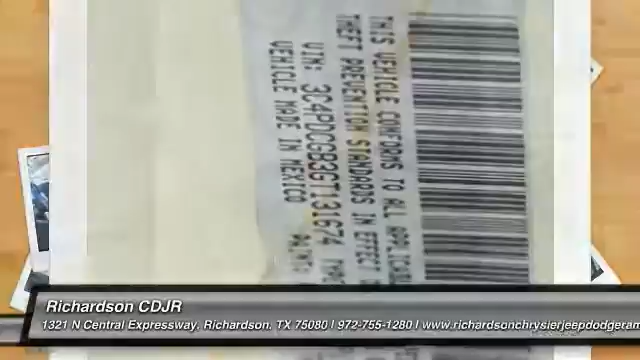 THIS VEHICLE CONFORMS TO ALL
THEFT PREVENTION STANDARDS IN EFFECT
VIN: 3C4PDCGB3GT131674
VEHICLE MADE IN MEXICO
Richardson CDJR
1321 N Central Expressway, Richardson, TX 75080 | 972-755-1280 | www.richardsonchryslerjeepdodgeram